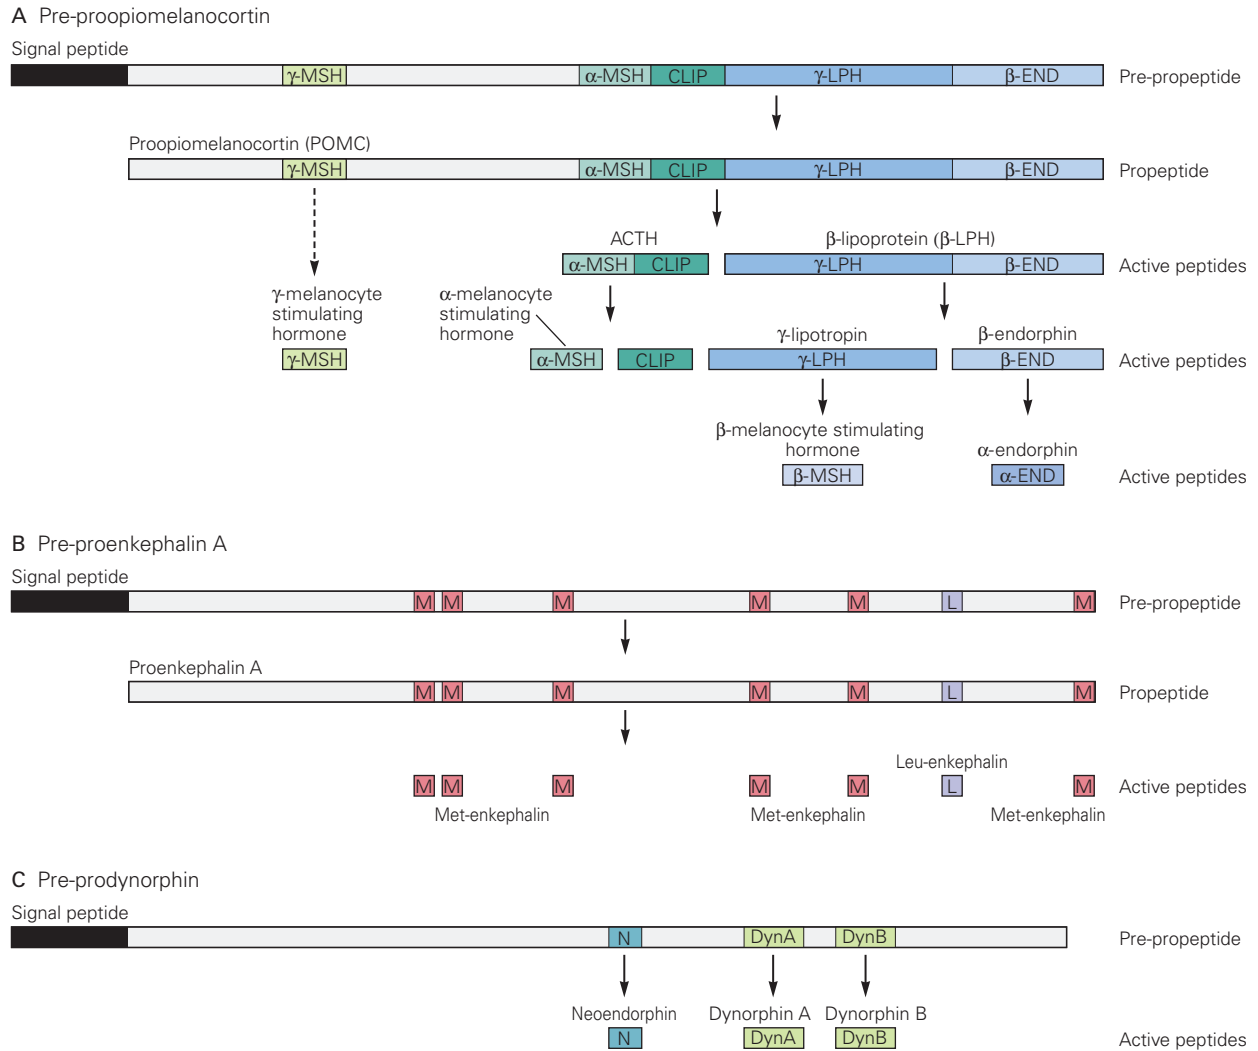 A Pre-proopiomelanocortin
Signal peptide
γ-MSH α-MSH CLIP γ-LPH β-END Pre-propeptide
Proopiomelanocortin (POMC)
γ-MSH α-MSH CLIP γ-LPH β-END Propeptide
ACTH β-lipoprotein (β-LPH)
α-MSH CLIP γ-LPH β-END Active peptides
γ-melanocyte
stimulating
hormone
α-melanocyte
stimulating
hormone
γ-lipotropin β-endorphin
γ-MSH α-MSH CLIP γ-LPH β-END Active peptides
β-melanocyte stimulating
hormone
α-endorphin
β-MSH α-END Active peptides
B Pre-proenkephalin A
Signal peptide
M M M M M L M Pre-propeptide
Proenkephalin A
M M M M M L M Propeptide
Leu-enkephalin
M M M M M L M Active peptides
Met-enkephalin Met-enkephalin Met-enkephalin
C Pre-prodynorphin
Signal peptide
N DynA DynB Pre-propeptide
Neoendorphin Dynorphin A Dynorphin B
N DynA DynB Active peptides